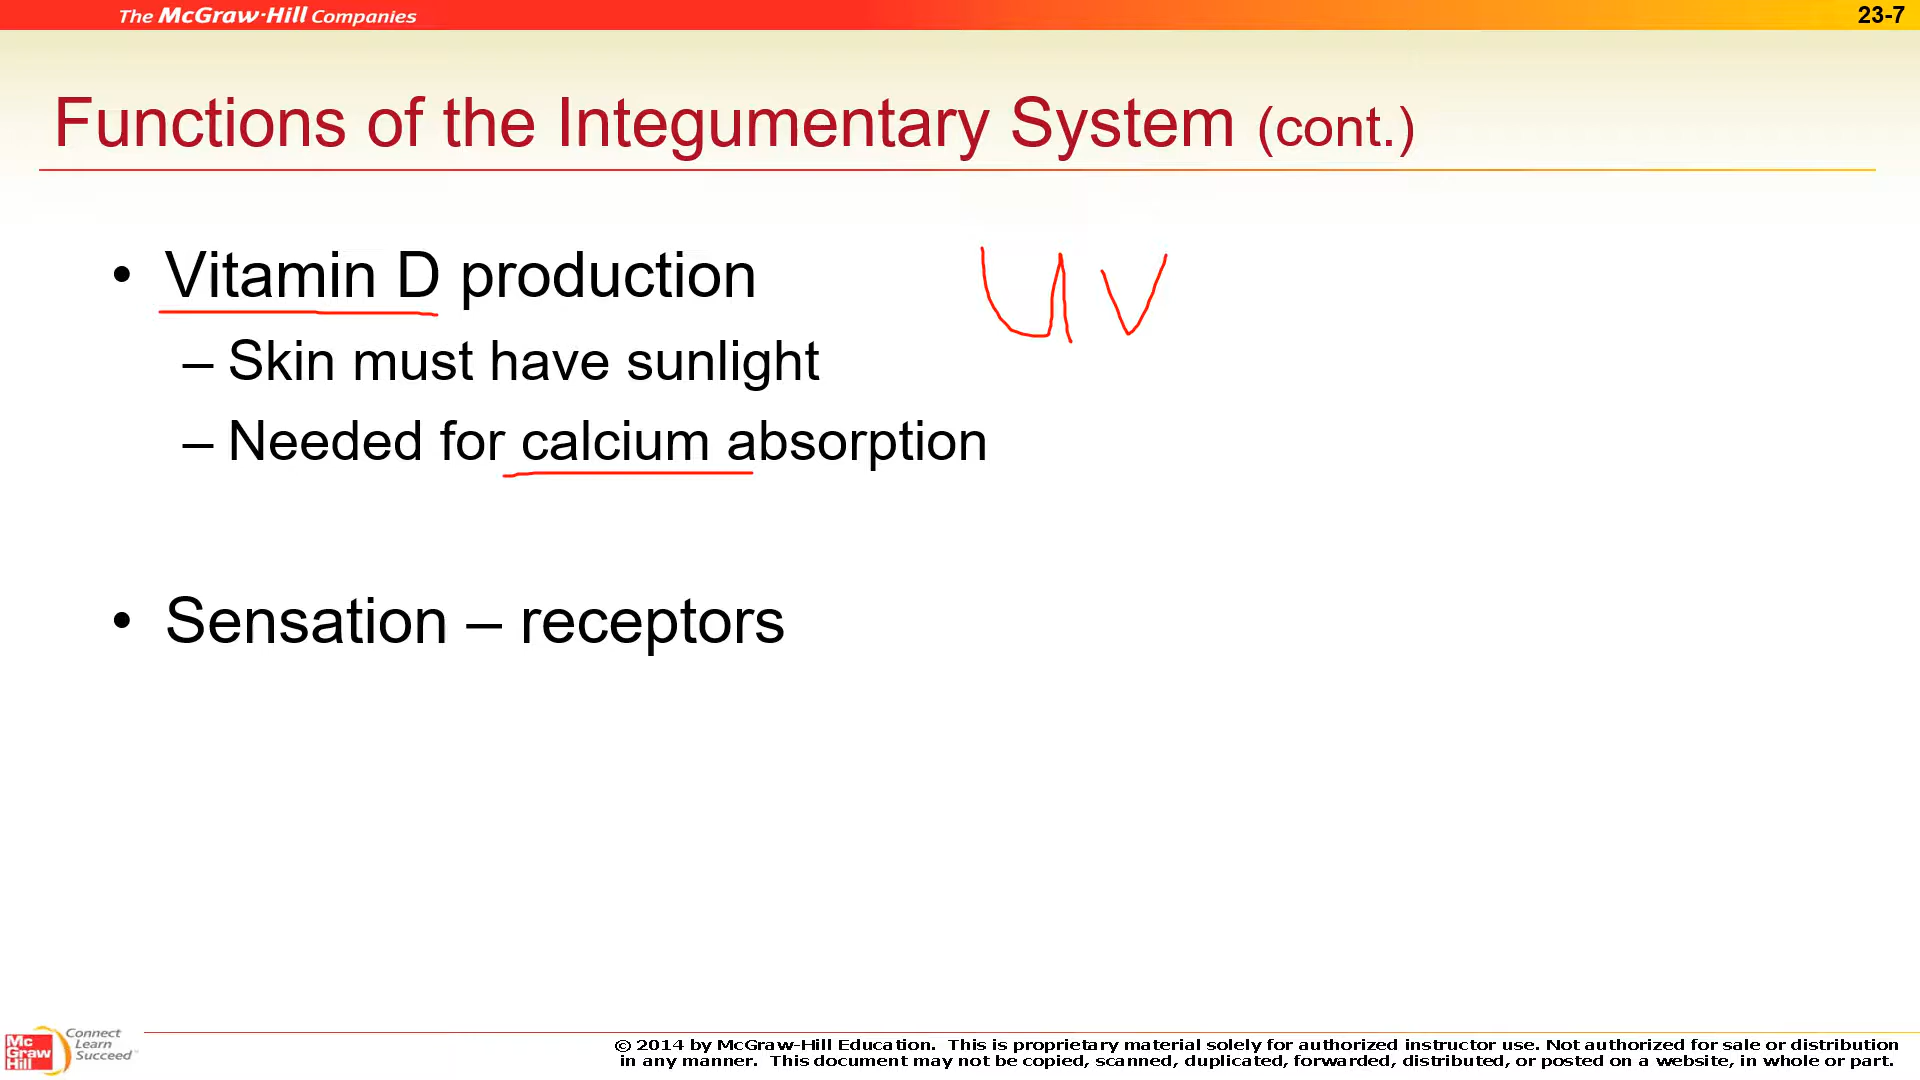 The McGraw·Hill Companies
23-7
Functions of the Integumentary System (cont.)
• Vitamin D production
UV
– Skin must have sunlight
– Needed for calcium absorption
• Sensation – receptors
Mc
Graw
Hill
Connect
Learn
Succeed™
© 2014 by McGraw-Hill Education. This is proprietary material solely for authorized instructor use. Not authorized for sale or distribution
in any manner. This document may not be copied, scanned, duplicated, forwarded, distributed, or posted on a website, in whole or part.